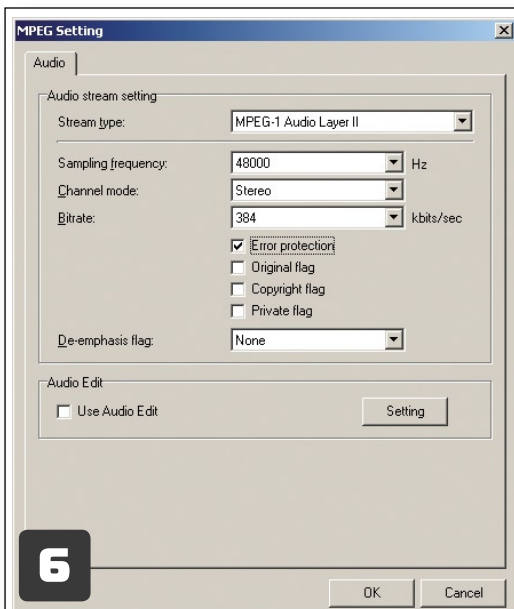 MPEG Setting
Audio
Audio stream setting
Stream type: MPEG-1 Audio Layer II
Sampling frequency: 48000 Hz
Channel mode: Stereo
Bitrate: 384 kbits/sec
Error protection
Original flag
Copyright flag
Private flag
De-emphasis flag: None
Audio Edit
Use Audio Edit Setting
6
OK Cancel